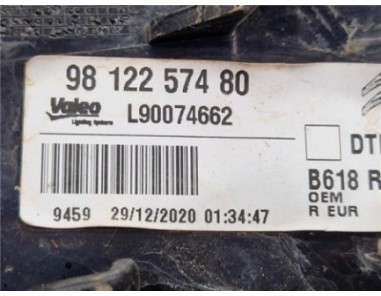 98 122 574 80
Valeo L90074662
Lighting Systems
DT
B618 R
OEM
R EUR
9459 29/12/2020 01:34:47